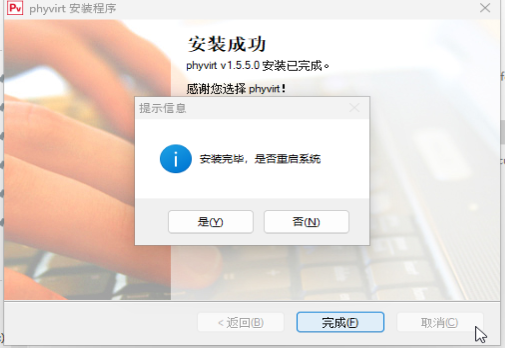 Pv phyvirt 安装程序
安装成功
phyvirt v1.5.5.0 安装已完成。
感谢您选择 phyvirt!
提示信息
安装完毕，是否重启系统
是(Y)
否(N)
< 返回(B)
完成(F)
取消(C)